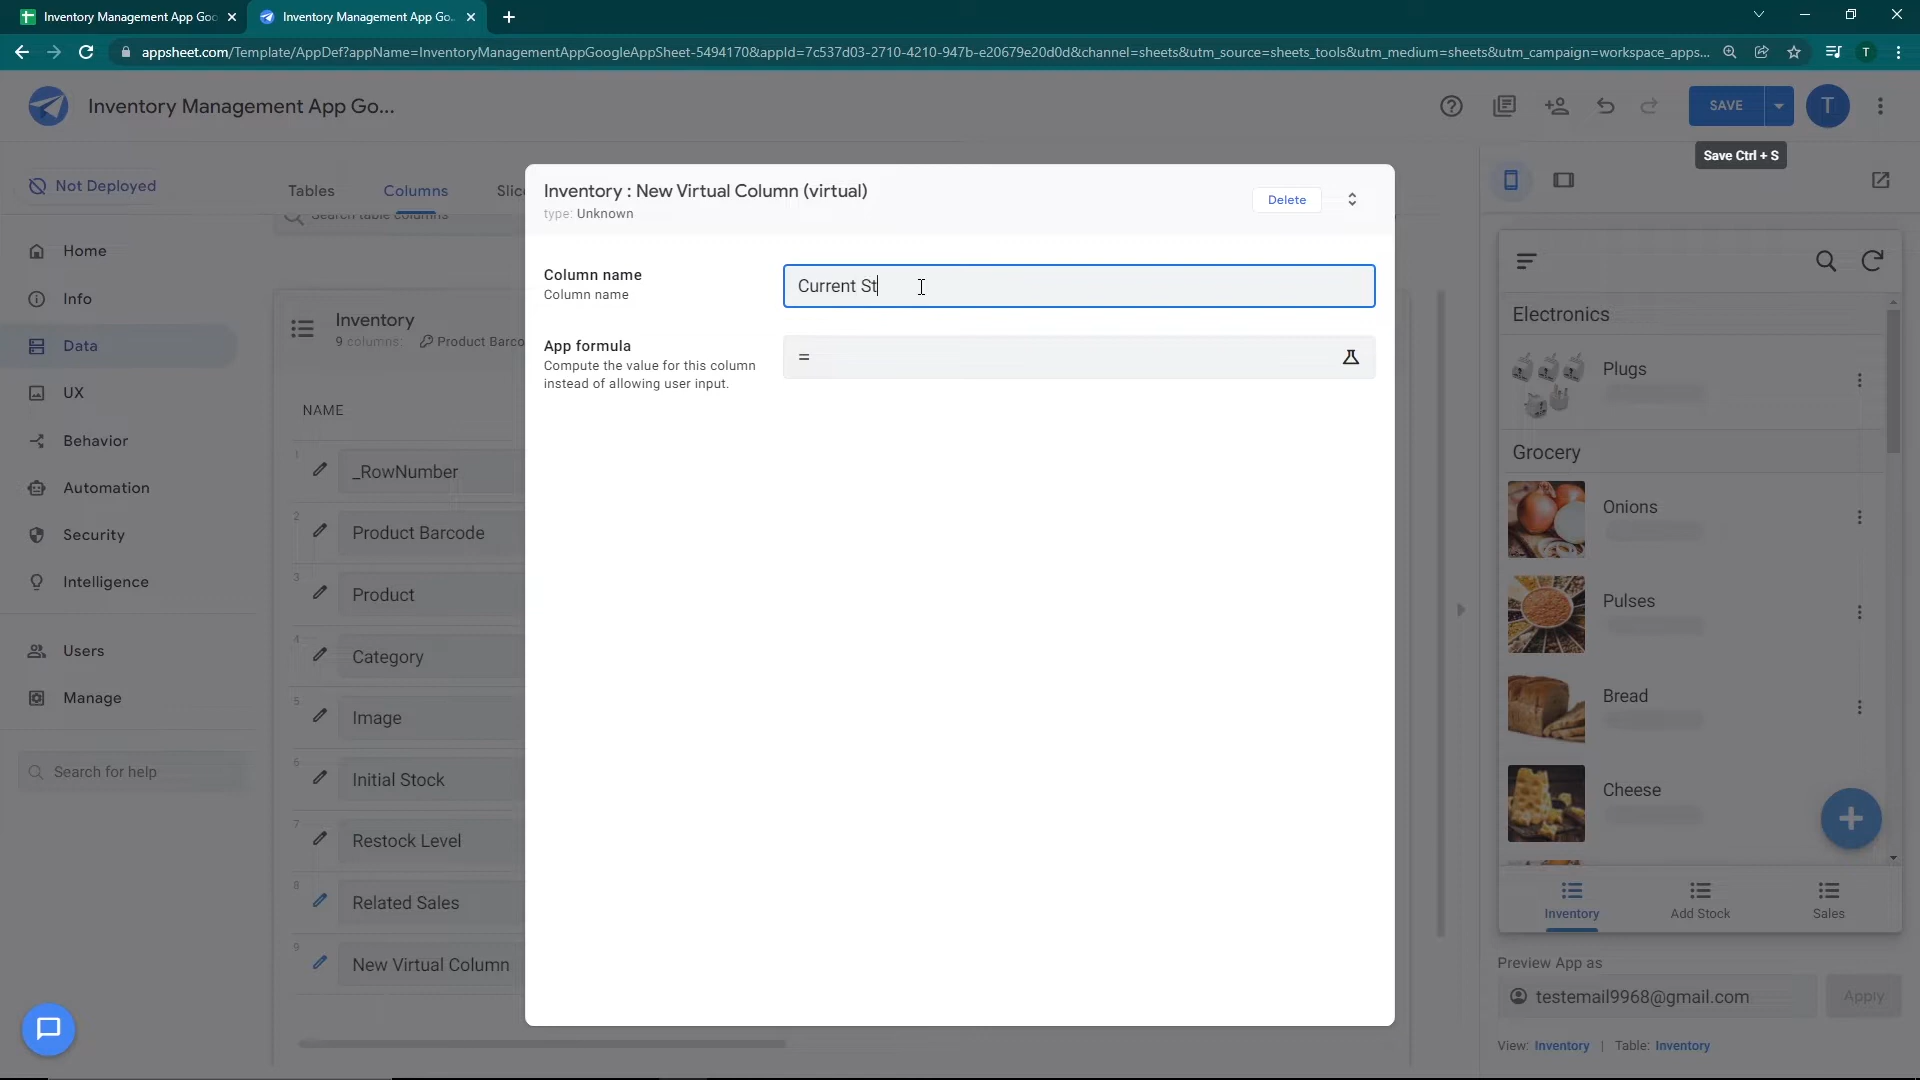 Inventory Management App Goo
Inventory Management App Go...
appsheet.com/Template/AppDef?appName=InventoryManagementAppGoogleAppSheet-5494170&appId=7c537d03-2710-4210-947b-e20679e20d0d&channel=sheets&utm_source=sheets_tools&utm_medium=sheets&utm_campaign=workspace_apps...
T
Inventory Management App Go...
SAVE
T
Save Ctrl + S
Not Deployed
Tables
Columns
Slic
Search table columns
Home
Info
Data
UX
Behavior
Automation
Security
Intelligence
Users
Manage
Search for help
Inventory
9 columns: Product Barco
NAME
1
_RowNumber
2
Product Barcode
3
Product
4
Category
5
Image
6
Initial Stock
7
Restock Level
8
Related Sales
9
New Virtual Column
Inventory : New Virtual Column (virtual)
type: Unknown
Delete
Column name
Column name
Current St
App formula
Compute the value for this column
instead of allowing user input.
=
Electronics
Plugs
Grocery
Onions
Pulses
Bread
Cheese
Inventory
Add Stock
Sales
Preview App as
testemail9968@gmail.com
Apply
View: Inventory | Table: Inventory